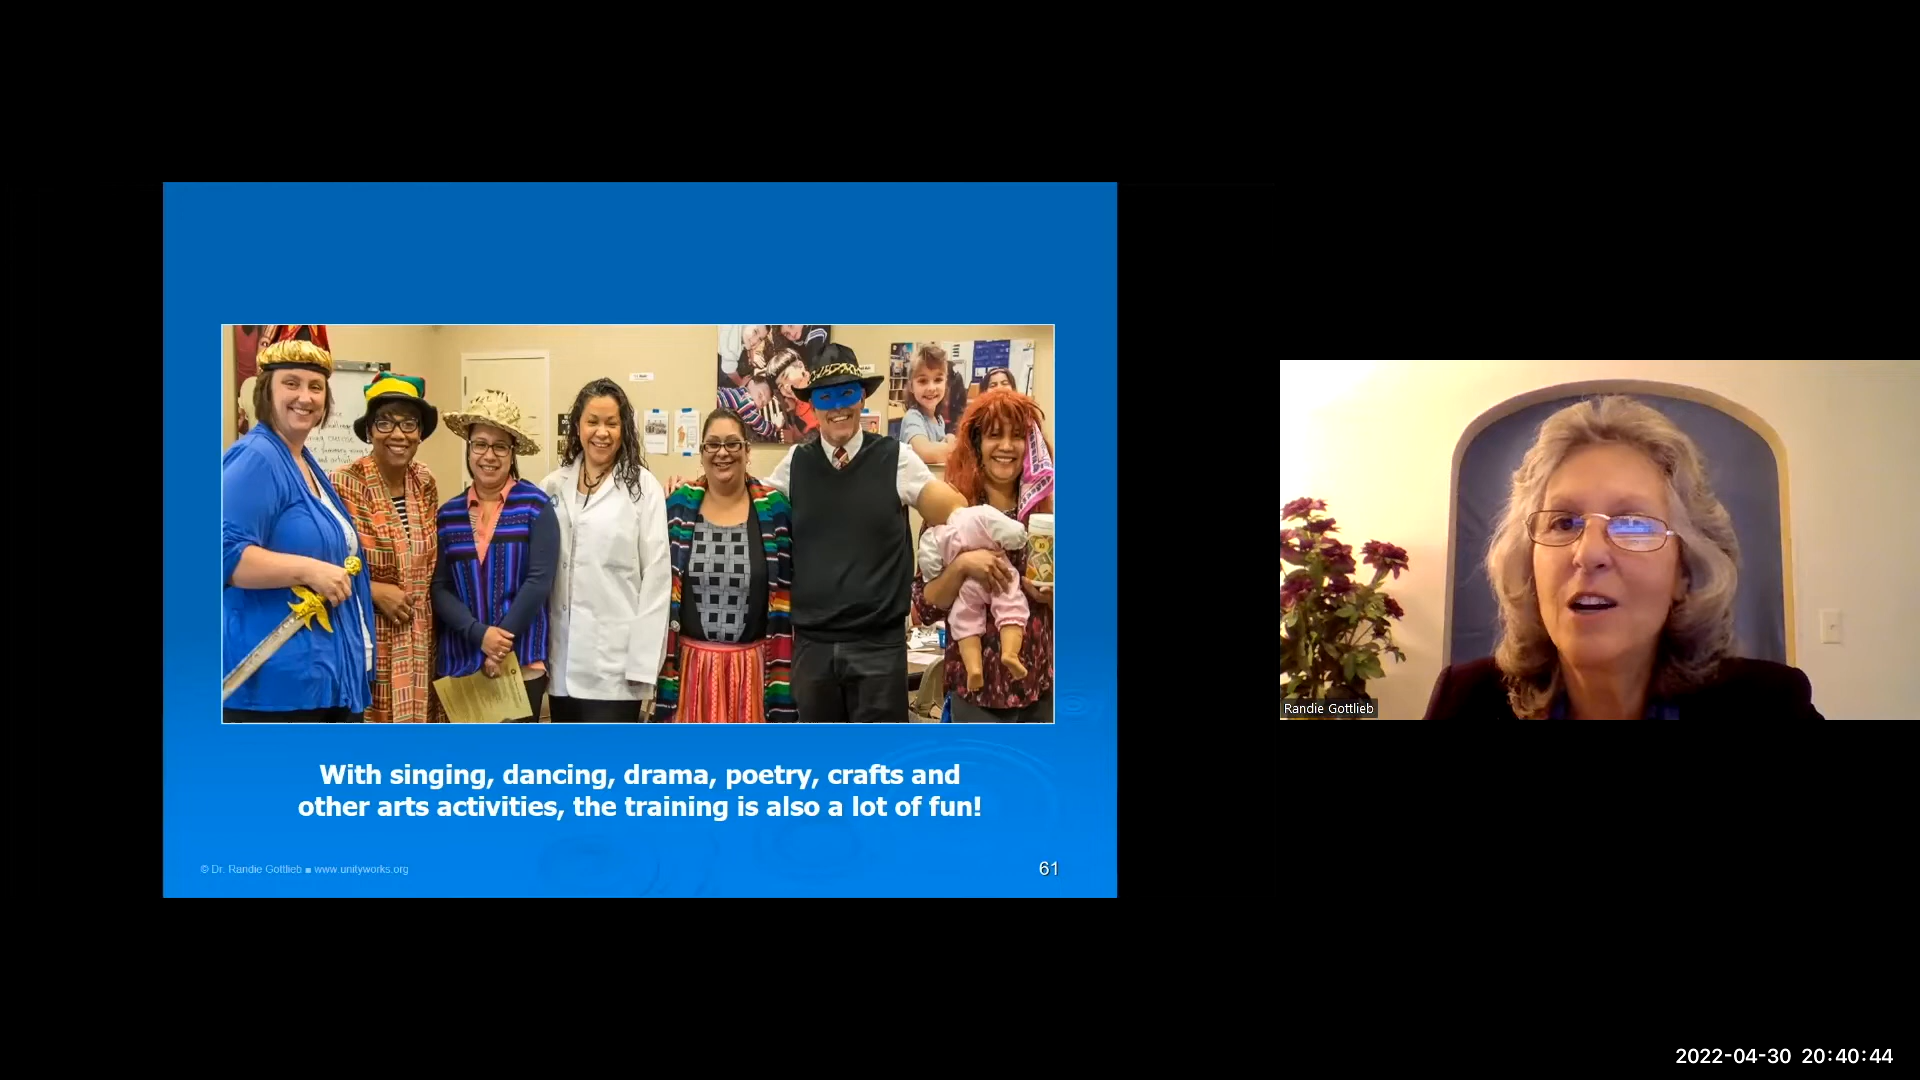 With singing, dancing, drama, poetry, crafts and
other arts activities, the training is also a lot of fun!
© Dr. Randie Gottlieb ■ www.unityworks.org
61
Randie Gottlieb
2022-04-30 20:40:44